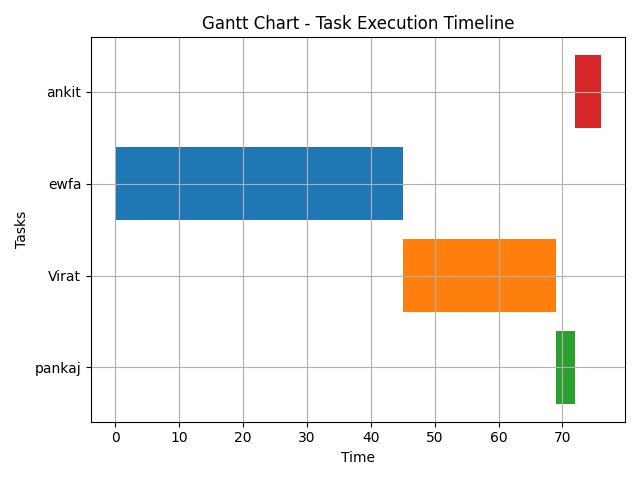 Gantt Chart - Task Execution Timeline
Tasks
ankit
ewfa
Virat
pankaj
0 10 20 30 40 50 60 70
Time